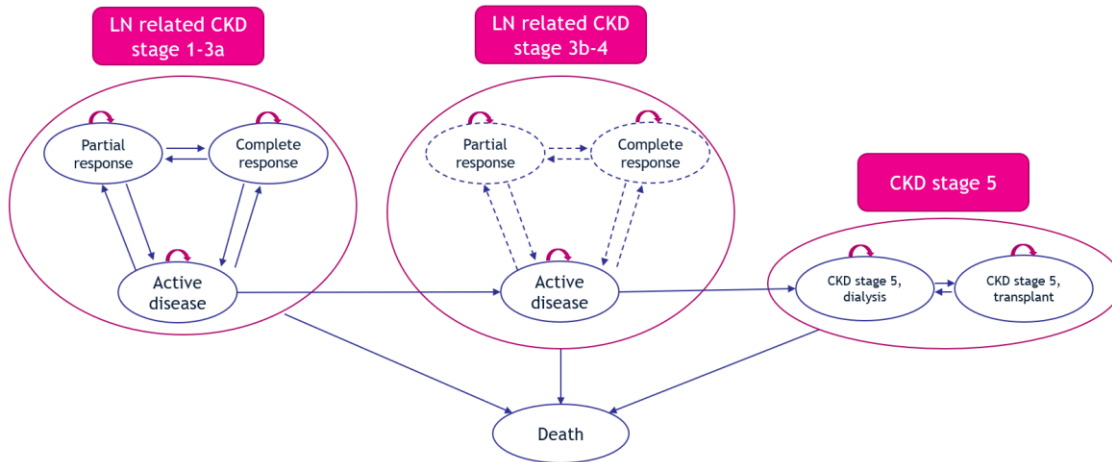 LN related CKD
stage 1-3a
LN related CKD
stage 3b-4
Partial
response
Complete
response
Active
disease
Partial
response
Complete
response
Active
disease
CKD stage 5
CKD stage 5,
dialysis
CKD stage 5,
transplant
Death